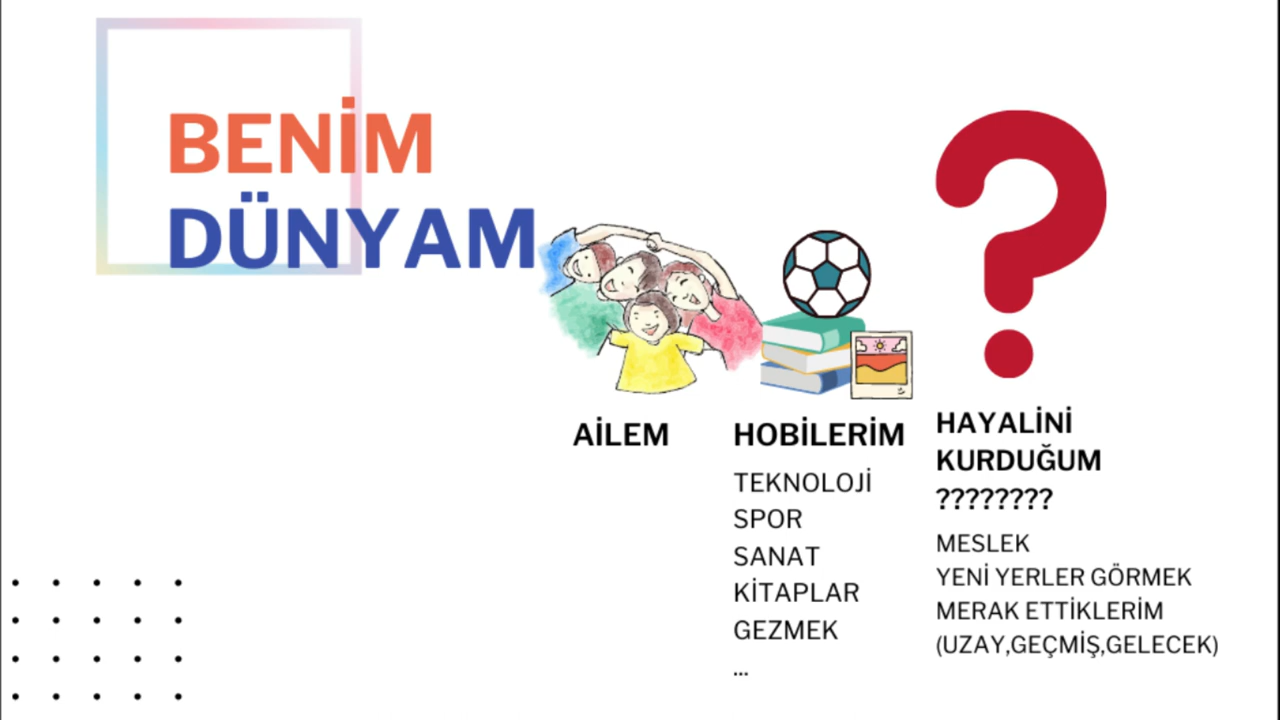 BENİM
DÜNYAM
AİLEM
HOBİLERİM
TEKNOLOJİ
SPOR
SANAT
KİTAPLAR
GEZMEK
...
HAYALİNİ
KURDUĞUM
????????
MESLEK
YENİ YERLER GÖRMEK
MERAK ETTİKLERİM
(UZAY,GEÇMİŞ,GELECEK)